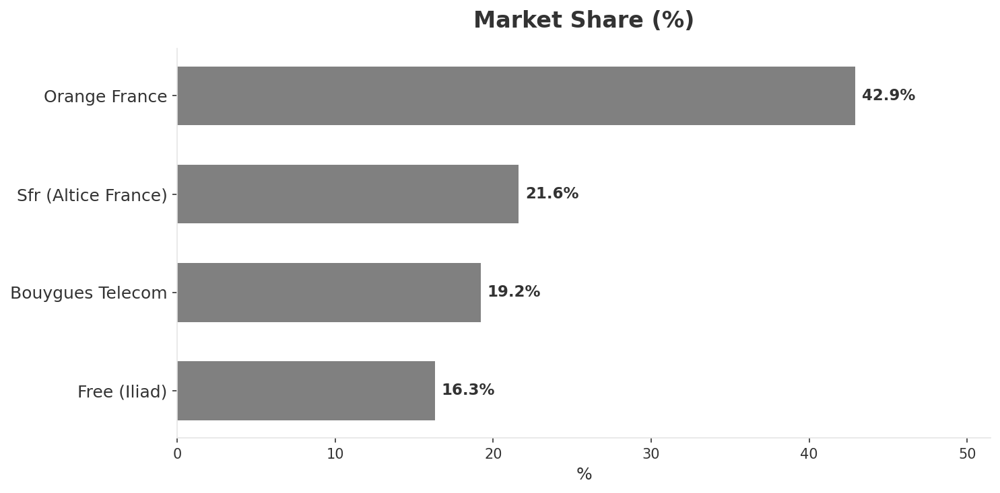 Market Share (%)
Orange France
42.9%
Sfr (Altice France)
21.6%
Bouygues Telecom
19.2%
Free (Iliad)
16.3%
0 10 20 30 40 50
%